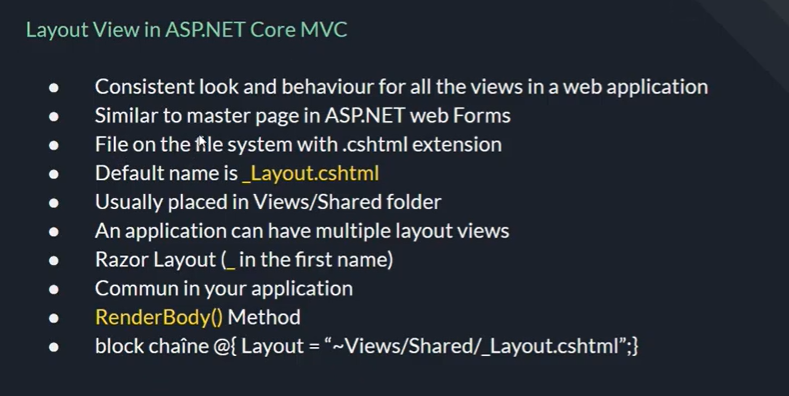 Layout View in ASP.NET Core MVC
● Consistent look and behaviour for all the views in a web application
● Similar to master page in ASP.NET web Forms
● File on the file system with .cshtml extension
● Default name is _Layout.cshtml
● Usually placed in Views/Shared folder
● An application can have multiple layout views
● Razor Layout (_ in the first name)
● Commun in your application
● RenderBody() Method
● block chaîne @{ Layout = “~Views/Shared/_Layout.cshtml”;}